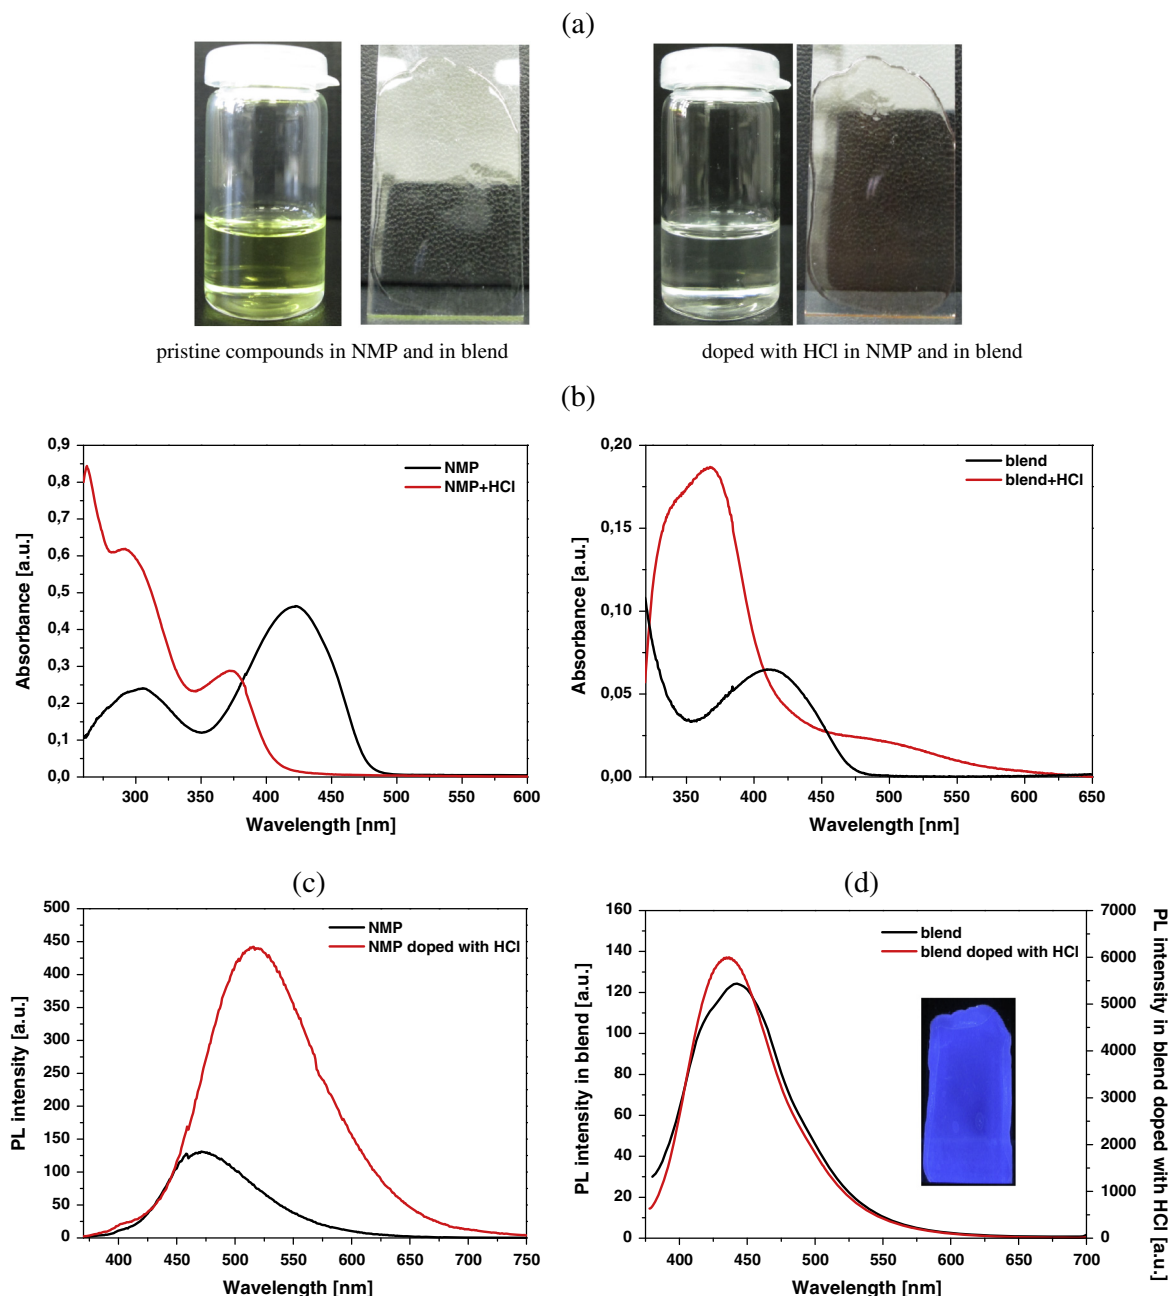 (a)
pristine compounds in NMP and in blend
doped with HCl in NMP and in blend
(b)
0,9
0,8
0,7
0,6
0,5
0,4
0,3
0,2
0,1
0,0
Absorbance [a.u.]
NMP
NMP+HCl
300 350 400 450 500 550 600
Wavelength [nm]
0,20
0,15
0,10
0,05
0,00
Absorbance [a.u.]
blend
blend+HCl
350 400 450 500 550 600 650
Wavelength [nm]
(c)
500
450
400
350
300
250
200
150
100
50
0
PL intensity [a.u.]
NMP
NMP doped with HCl
400 450 500 550 600 650 700 750
Wavelength [nm]
(d)
160
140
120
100
80
60
40
20
0
PL intensity in blend [a.u.]
blend
blend doped with HCl
400 450 500 550 600 650 700
Wavelength [nm]
7000
6000
5000
4000
3000
2000
1000
0
PL intensity in blend doped with HCl [a.u.]